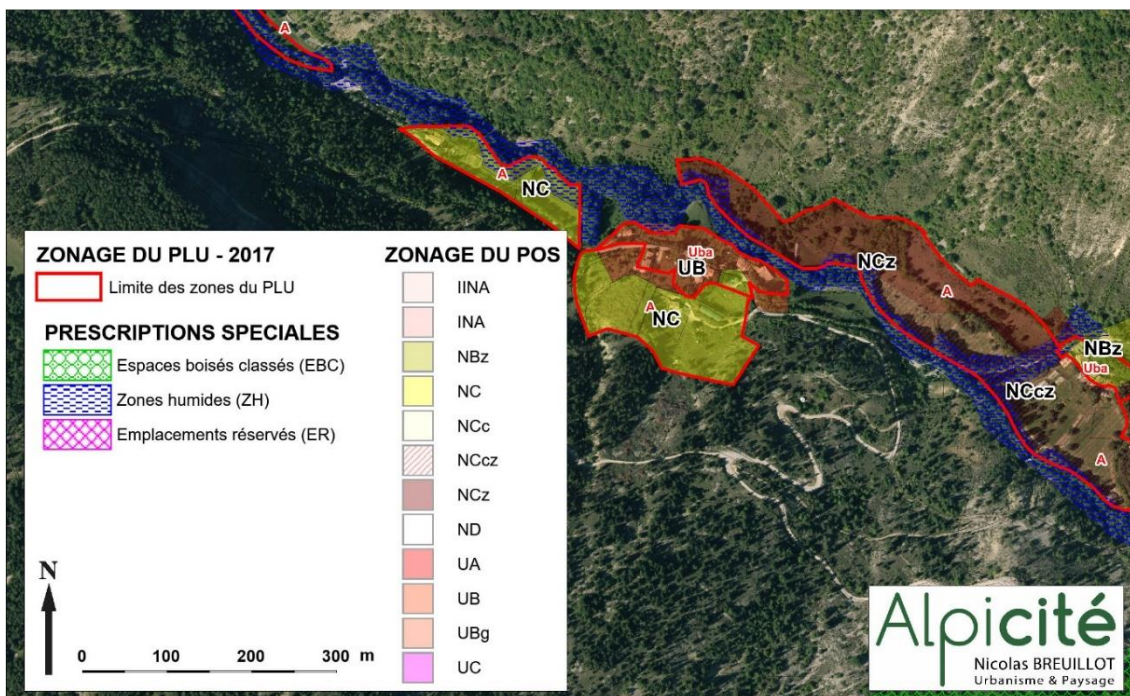 A
A
NC
Uba
UB
A
NC
NCz
A
NBz
Uba
NCcz
A
ZONAGE DU PLU - 2017
Limite des zones du PLU
PRESCRIPTIONS SPECIALES
Espaces boisés classés (EBC)
Zones humides (ZH)
Emplacements réservés (ER)
N
0 100 200 300 m
ZONAGE DU POS
IINA
INA
NBz
NC
NCc
NCcz
NCz
ND
UA
UB
UBg
UC
Alpicité
Nicolas BREUILLOT
Urbanisme & Paysage